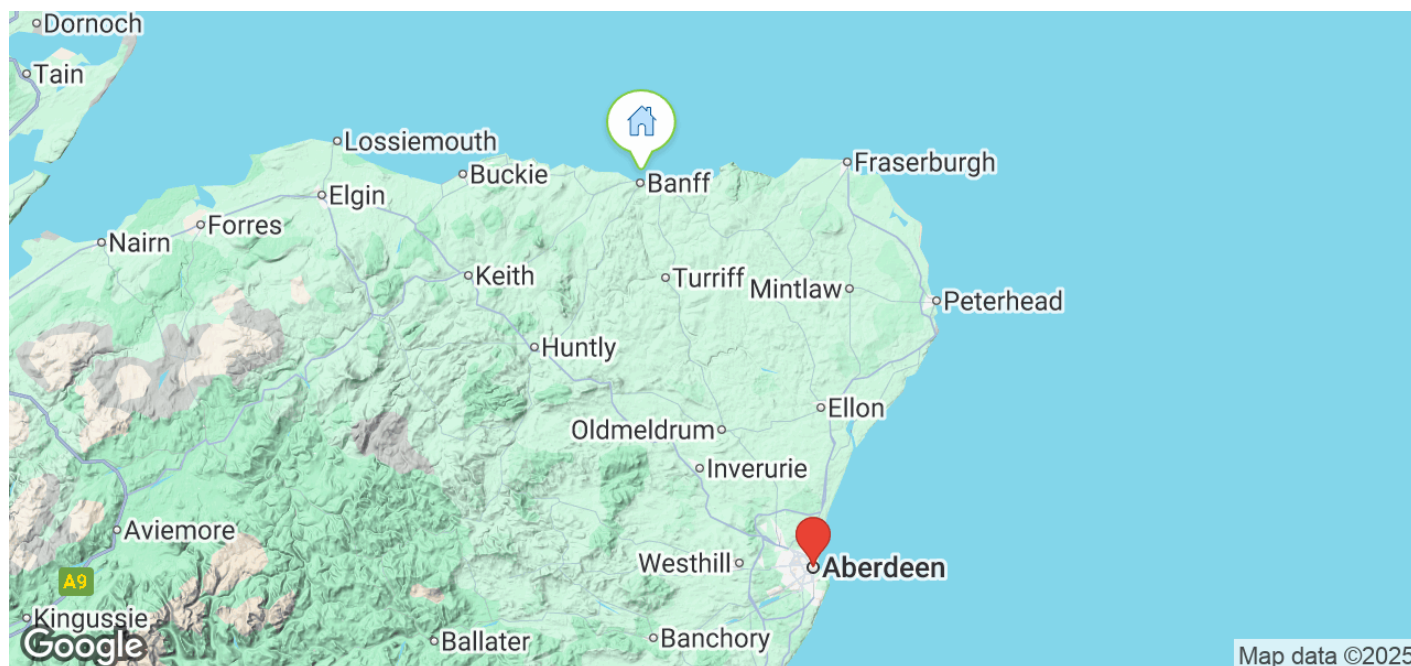 Dornoch
Tain
Lossiemouth
Fraserburgh
Buckie
Banff
Elgin
Forres
Nairn
Keith
Turriff
Mintlaw
Peterhead
Huntly
Ellon
Oldmeldrum
Inverurie
Aviemore
Westhill
Aberdeen
A9
Kingussie
Ballater
Banchory
Google
Map data ©2025